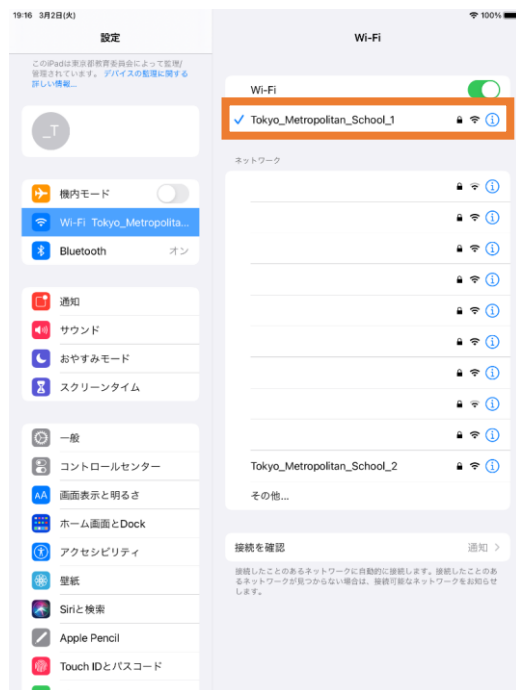 19:16 3月2日(火)
100%
設定
Wi-Fi
このiPadは東京都教育委員会によって監理/
管理されています。デバイスの監理に関する
詳しい情報...
_T
機内モード
Wi-Fi Tokyo_Metropolita...
Bluetooth オン
通知
サウンド
おやすみモード
スクリーンタイム
一般
コントロールセンター
AA 画面表示と明るさ
ホーム画面とDock
アクセシビリティ
壁紙
Siriと検索
Apple Pencil
Touch IDとパスコード
Wi-Fi
Tokyo_Metropolitan_School_1
ネットワーク
Tokyo_Metropolitan_School_2
その他...
接続を確認 通知
接続したことのあるネットワークに自動的に接続します。接続したことのあ
るネットワークが見つからない場合は、接続可能なネットワークをお知らせ
します。